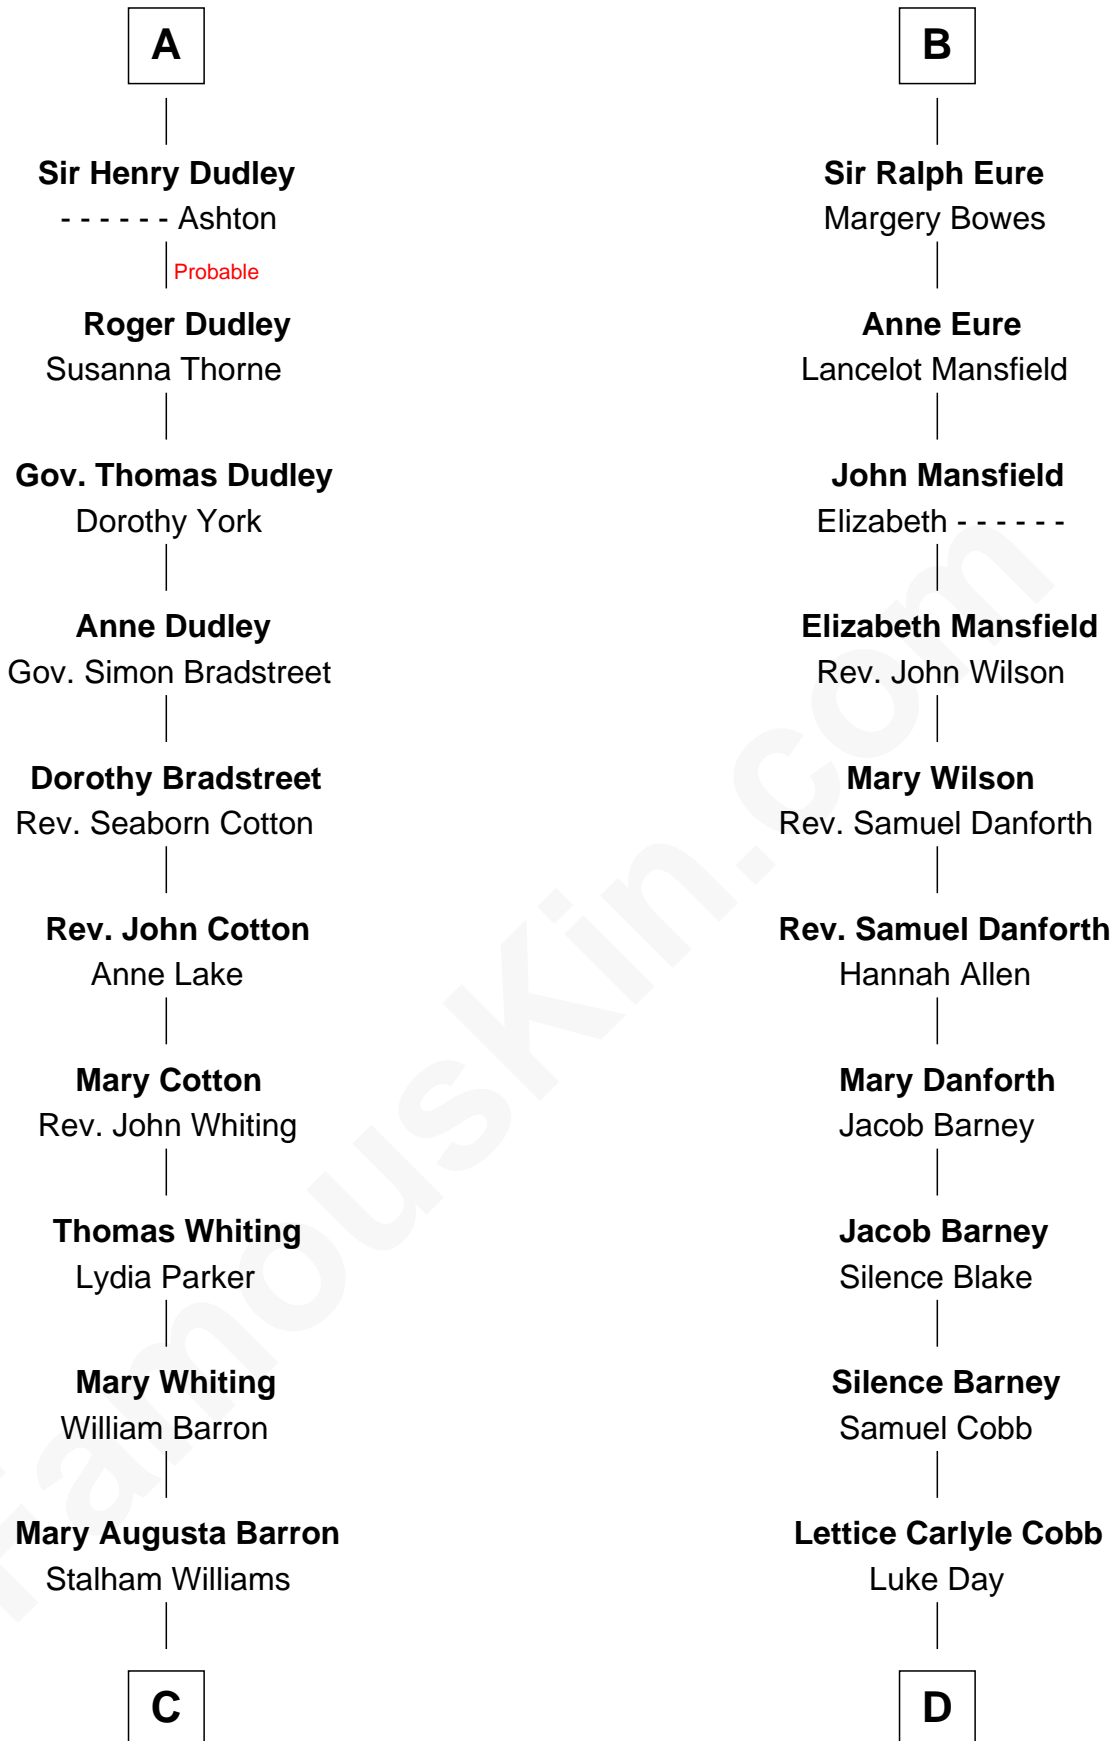 A
Sir Henry Dudley
- - - - - - Ashton
Probable
Roger Dudley
Susanna Thorne
Gov. Thomas Dudley
Dorothy York
Anne Dudley
Gov. Simon Bradstreet
Dorothy Bradstreet
Rev. Seaborn Cotton
Rev. John Cotton
Anne Lake
Mary Cotton
Rev. John Whiting
Thomas Whiting
Lydia Parker
Mary Whiting
William Barron
Mary Augusta Barron
Stalham Williams
C
B
Sir Ralph Eure
Margery Bowes
Anne Eure
Lancelot Mansfield
John Mansfield
Elizabeth - - - - - -
Elizabeth Mansfield
Rev. John Wilson
Mary Wilson
Rev. Samuel Danforth
Rev. Samuel Danforth
Hannah Allen
Mary Danforth
Jacob Barney
Jacob Barney
Silence Blake
Silence Barney
Samuel Cobb
Lettice Carlyle Cobb
Luke Day
D
FamousKin.com